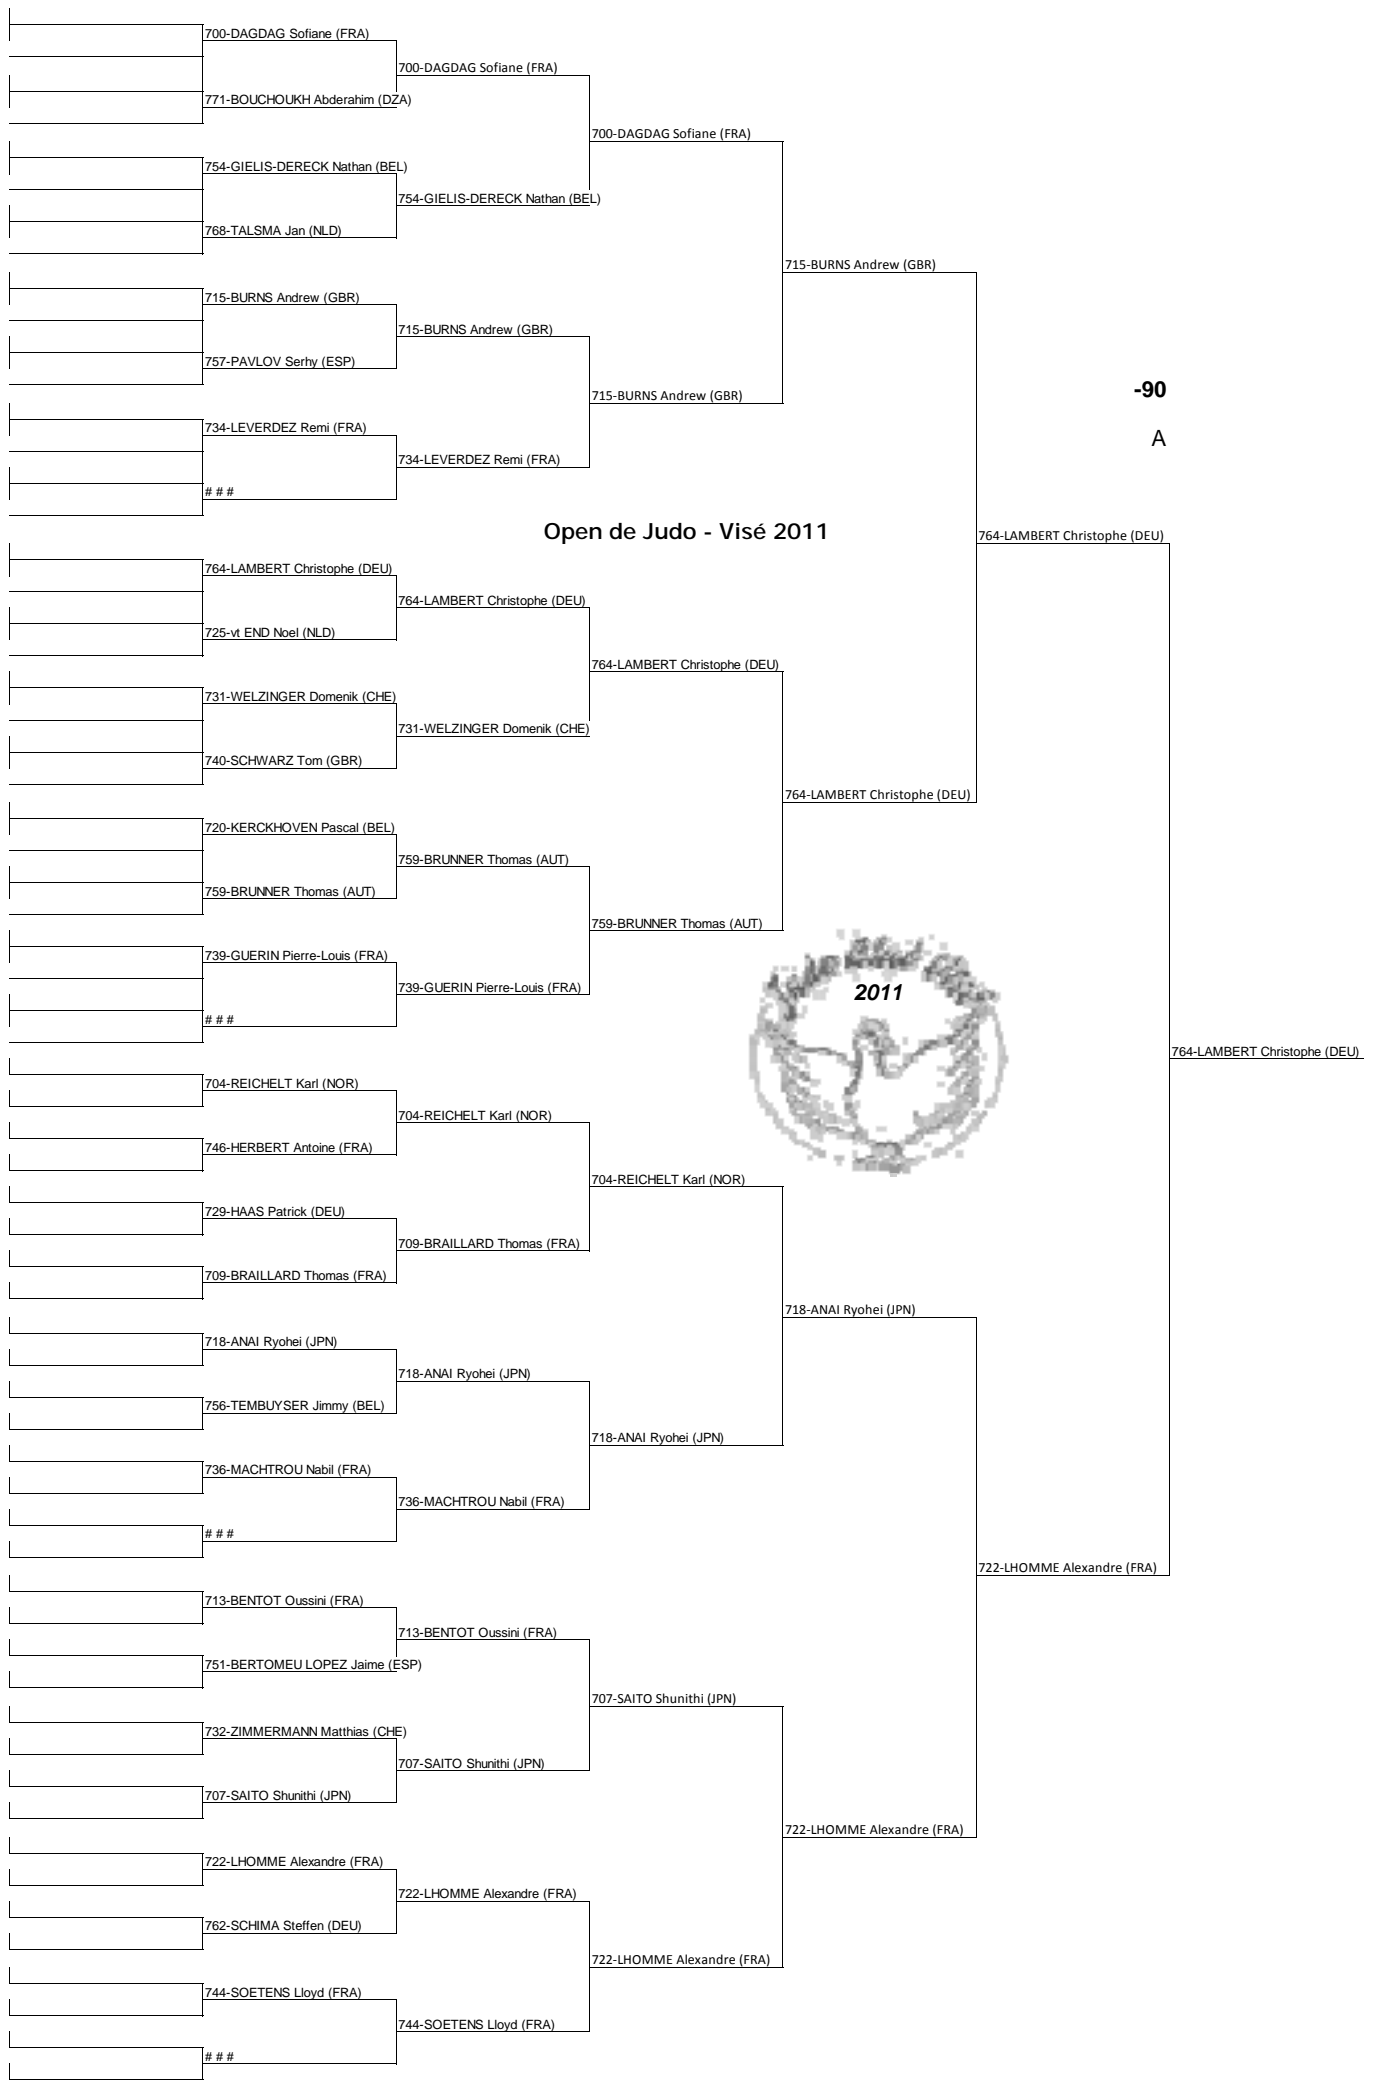 700-DAGDAG Sofiane (FRA)
700-DAGDAG Sofiane (FRA)
771-BOUCHOUKH Abderahim (DZA)
700-DAGDAG Sofiane (FRA)
754-GIELIS-DERECK Nathan (BEL)
754-GIELIS-DERECK Nathan (BEL)
768-TALSMA Jan (NLD)
715-BURNS Andrew (GBR)
715-BURNS Andrew (GBR)
715-BURNS Andrew (GBR)
757-PAVLOV Serhy (ESP)
-90
715-BURNS Andrew (GBR)
734-LEVERDEZ Remi (FRA)
A
734-LEVERDEZ Remi (FRA)
# # #
Open de Judo - Visé 2011
764-LAMBERT Christophe (DEU)
764-LAMBERT Christophe (DEU)
764-LAMBERT Christophe (DEU)
725-vt END Noel (NLD)
764-LAMBERT Christophe (DEU)
731-WELZINGER Domenik (CHE)
731-WELZINGER Domenik (CHE)
740-SCHWARZ Tom (GBR)
764-LAMBERT Christophe (DEU)
720-KERCKHOVEN Pascal (BEL)
759-BRUNNER Thomas (AUT)
759-BRUNNER Thomas (AUT)
759-BRUNNER Thomas (AUT)
739-GUERIN Pierre-Louis (FRA)
739-GUERIN Pierre-Louis (FRA)
2011
# # #
764-LAMBERT Christophe (DEU)
704-REICHELT Karl (NOR)
704-REICHELT Karl (NOR)
746-HERBERT Antoine (FRA)
704-REICHELT Karl (NOR)
729-HAAS Patrick (DEU)
709-BRAILLARD Thomas (FRA)
709-BRAILLARD Thomas (FRA)
718-ANAI Ryohei (JPN)
718-ANAI Ryohei (JPN)
718-ANAI Ryohei (JPN)
756-TEMBUYSER Jimmy (BEL)
718-ANAI Ryohei (JPN)
736-MACHTROU Nabil (FRA)
736-MACHTROU Nabil (FRA)
# # #
722-LHOMME Alexandre (FRA)
713-BENTOT Oussini (FRA)
713-BENTOT Oussini (FRA)
751-BERTOMEU LOPEZ Jaime (ESP)
707-SAITO Shunithi (JPN)
732-ZIMMERMANN Matthias (CHE)
707-SAITO Shunithi (JPN)
707-SAITO Shunithi (JPN)
722-LHOMME Alexandre (FRA)
722-LHOMME Alexandre (FRA)
722-LHOMME Alexandre (FRA)
762-SCHIMA Steffen (DEU)
722-LHOMME Alexandre (FRA)
744-SOETENS Lloyd (FRA)
744-SOETENS Lloyd (FRA)
# # #